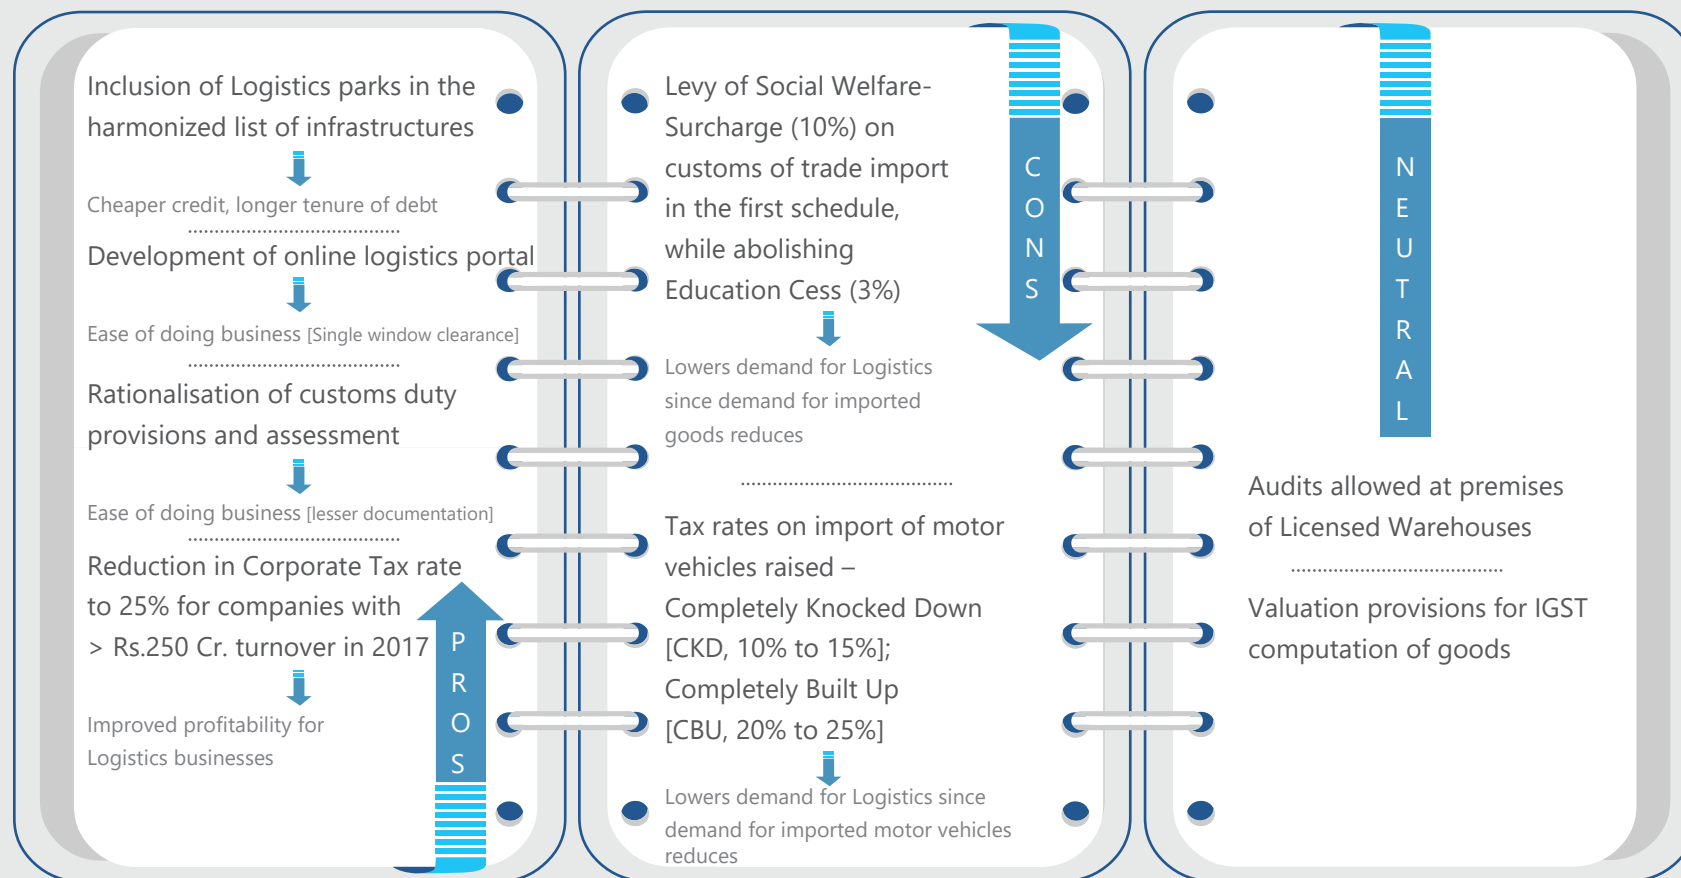 Inclusion of Logistics parks in the
harmonized list of infrastructures
Cheaper credit, longer tenure of debt
Development of online logistics portal
Ease of doing business [Single window clearance]
Rationalisation of customs duty
provisions and assessment
Ease of doing business [lesser documentation]
Reduction in Corporate Tax rate
to 25% for companies with
> Rs.250 Cr. turnover in 2017
Improved profitability for
Logistics businesses
P
R
O
S
Levy of Social Welfare-
Surcharge (10%) on
customs of trade import
in the first schedule,
while abolishing
Education Cess (3%)
Lowers demand for Logistics
since demand for imported
goods reduces
Tax rates on import of motor
vehicles raised –
Completely Knocked Down
[CKD, 10% to 15%];
Completely Built Up
[CBU, 20% to 25%]
Lowers demand for Logistics since
demand for imported motor vehicles
reduces
C
O
N
S
N
E
U
T
R
A
L
Audits allowed at premises
of Licensed Warehouses
Valuation provisions for IGST
computation of goods